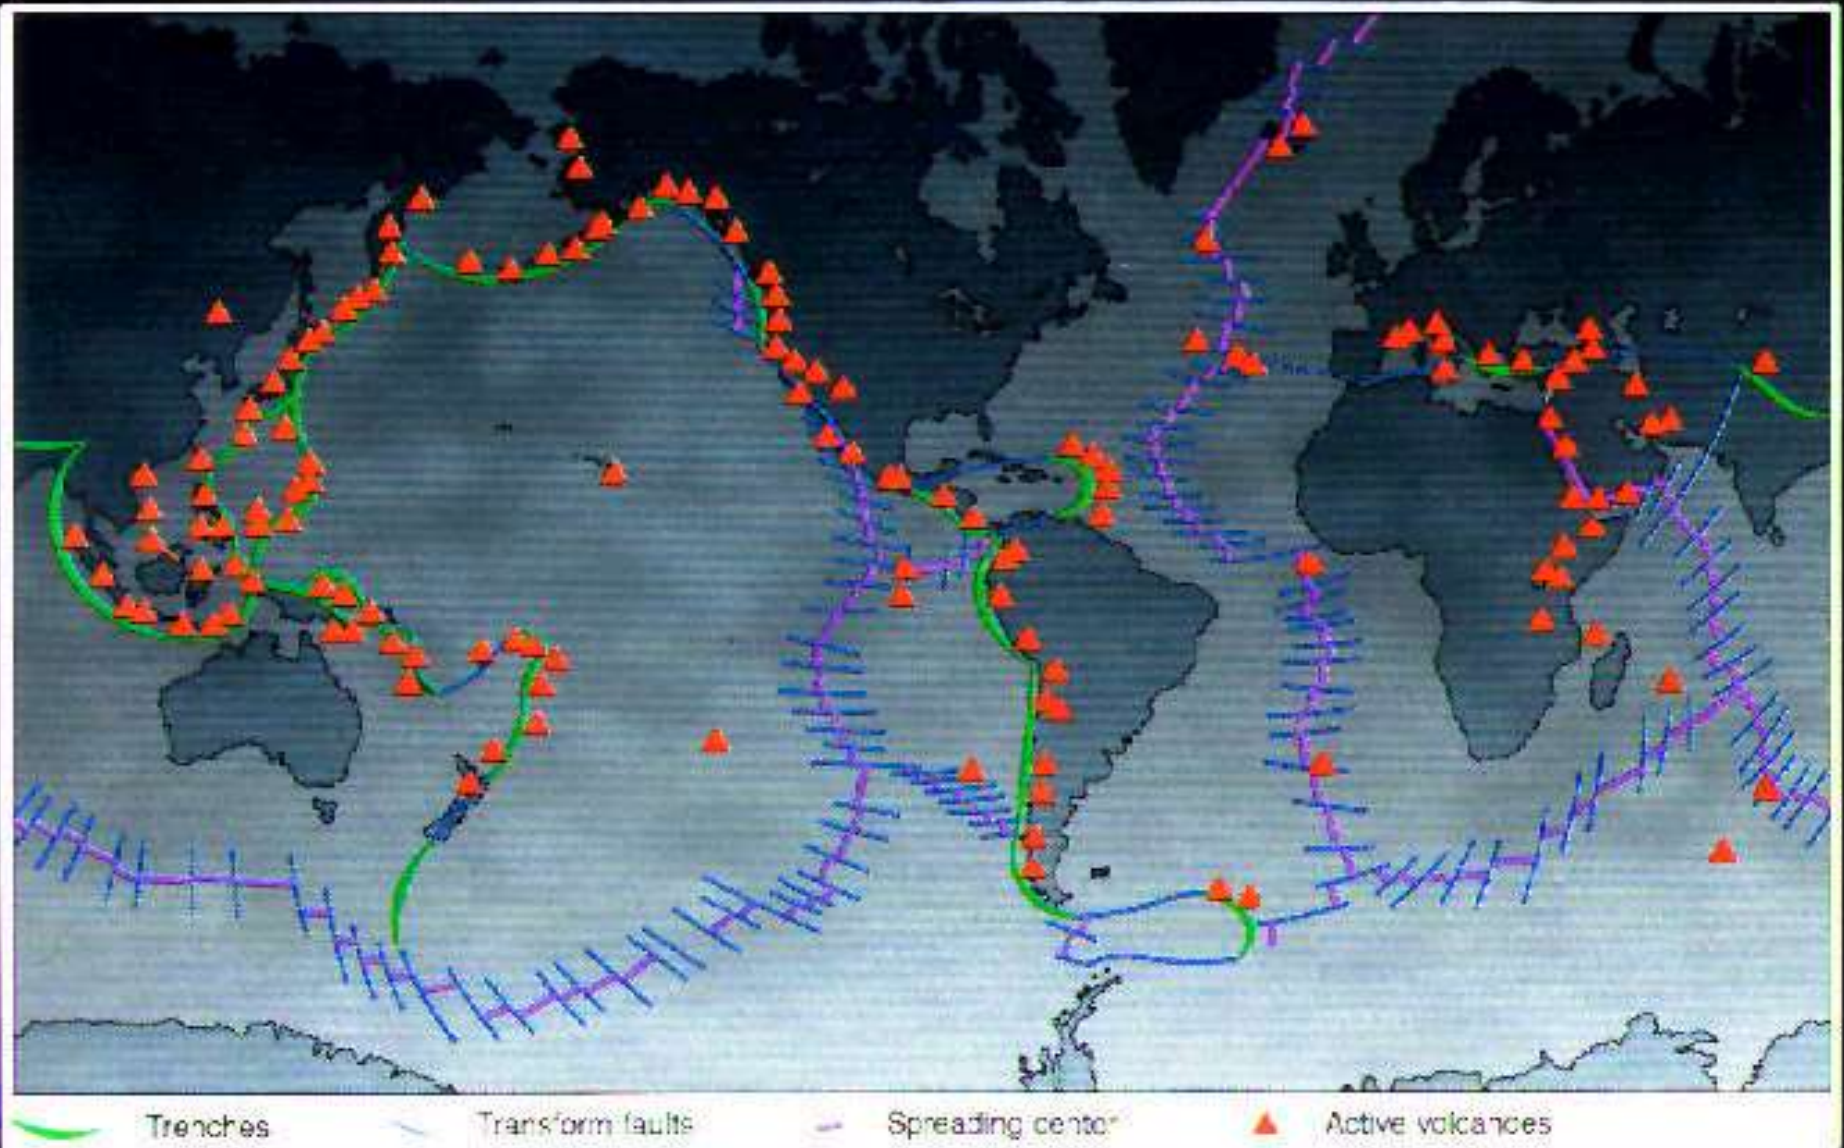 Trenches
Transform faults
Spreading center
Active volcanoes